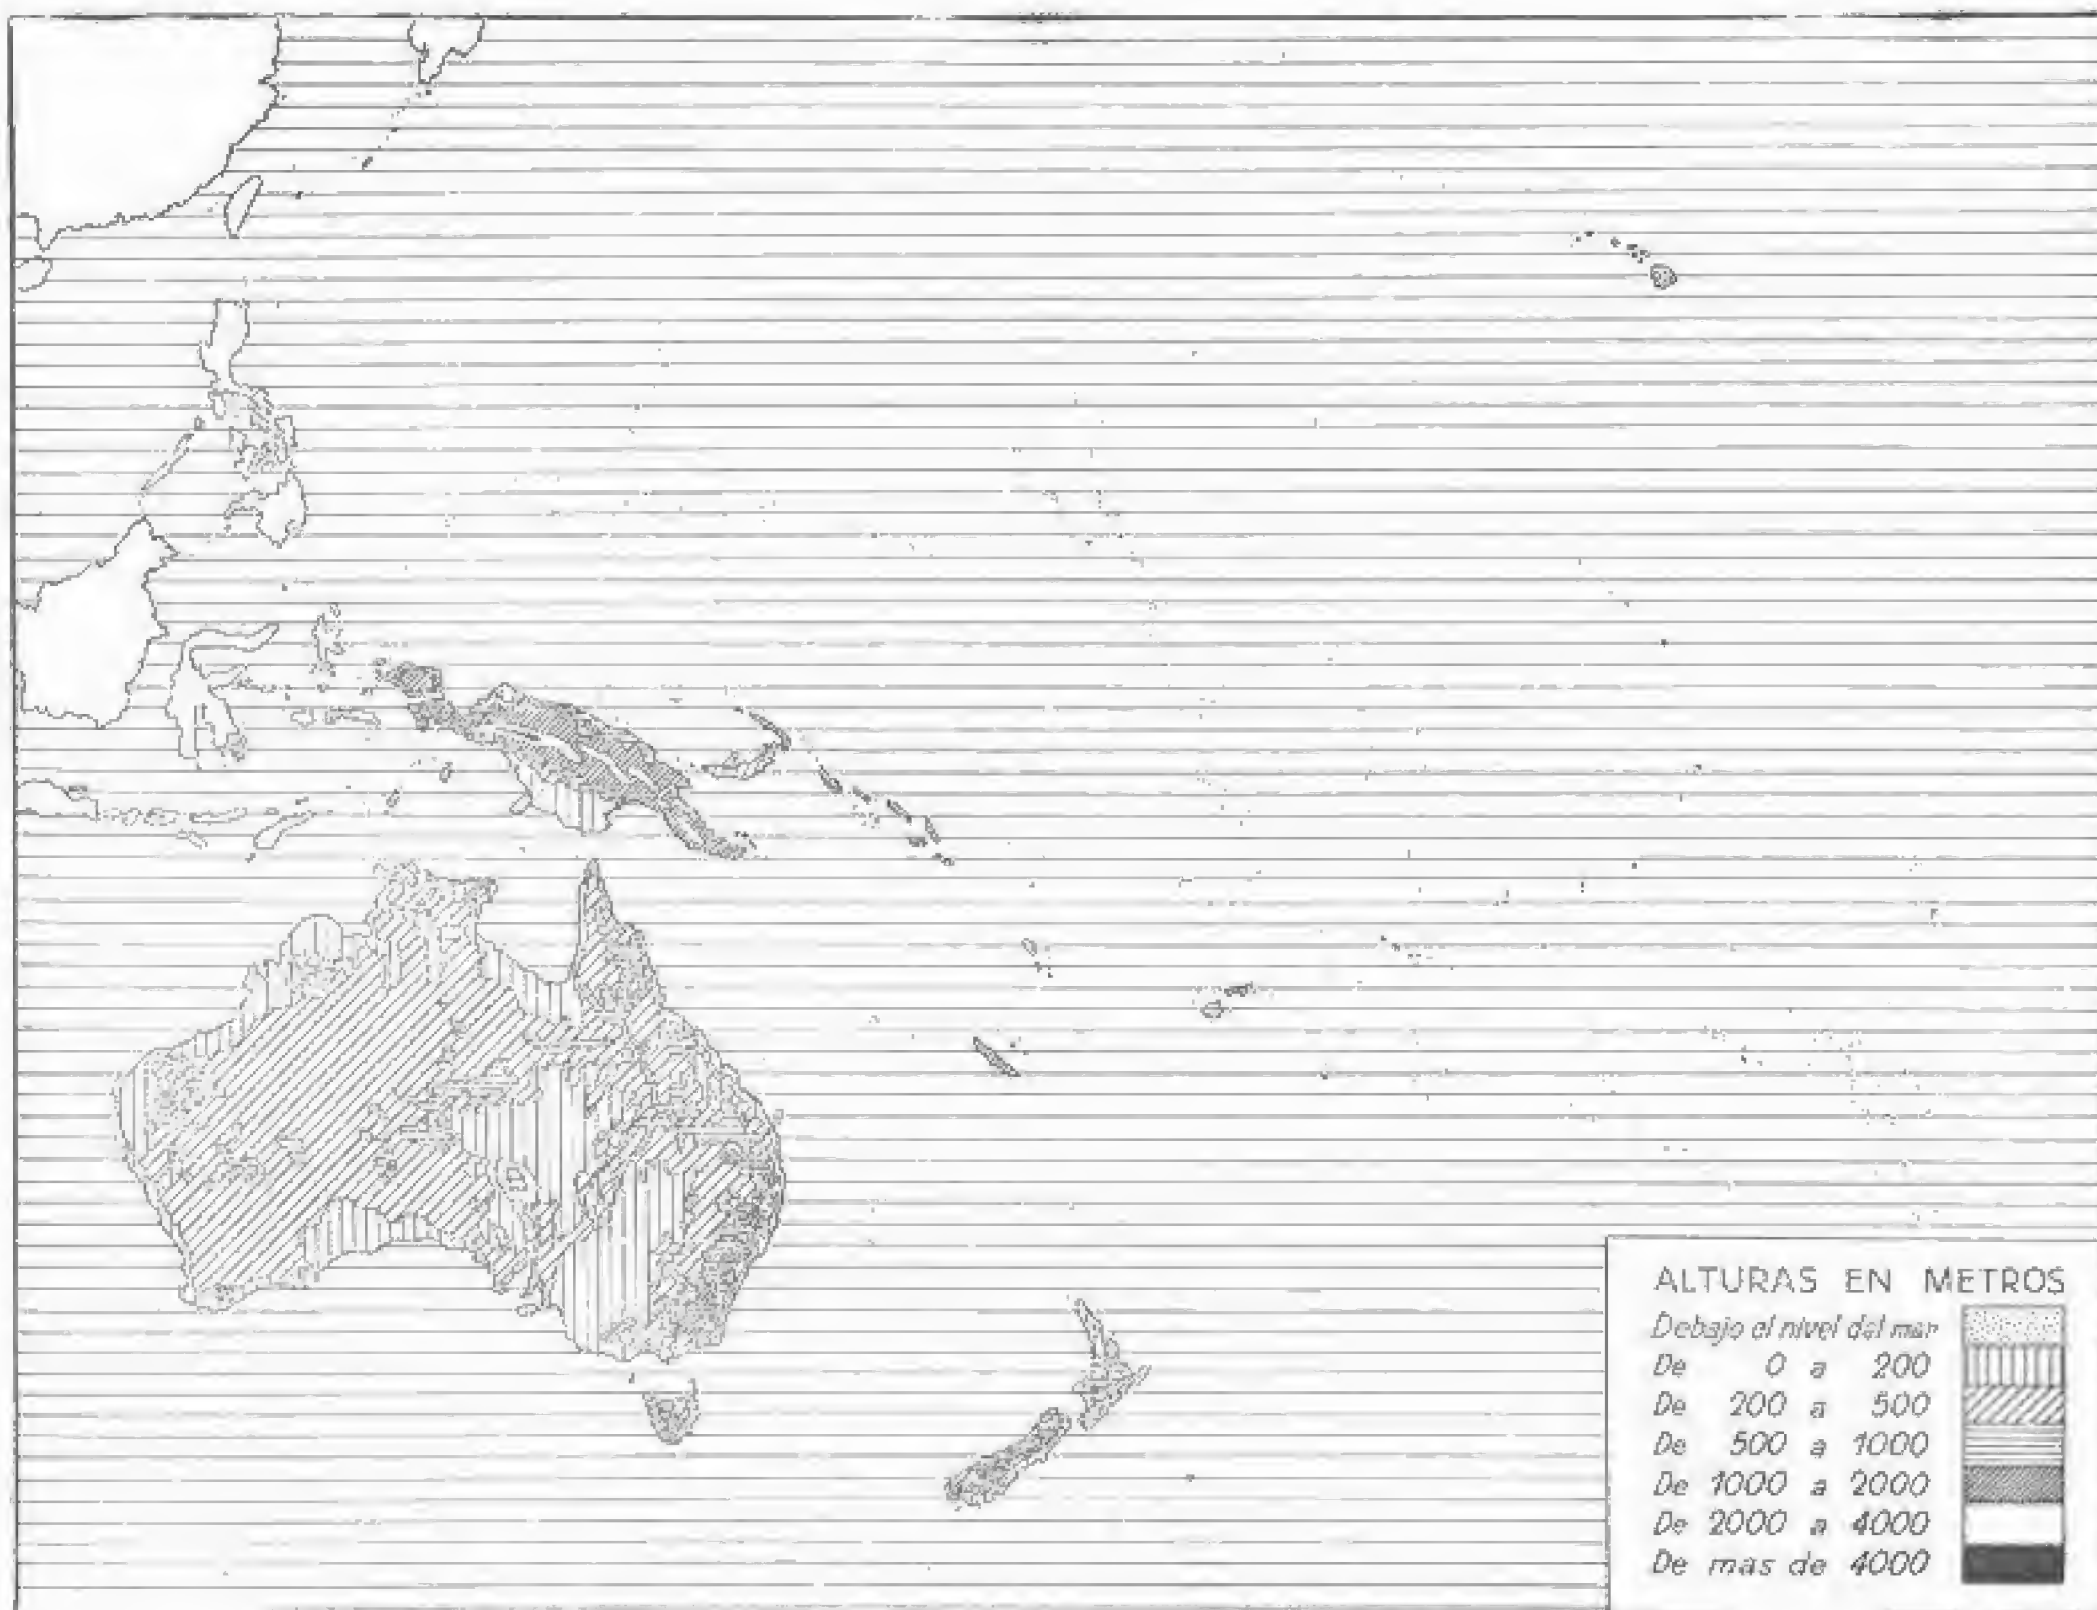 ALTURAS EN METROS
Debajo el nivel del mar
De 0 a 200
De 200 a 500
De 500 a 1000
De 1000 a 2000
De 2000 a 4000
De mas de 4000